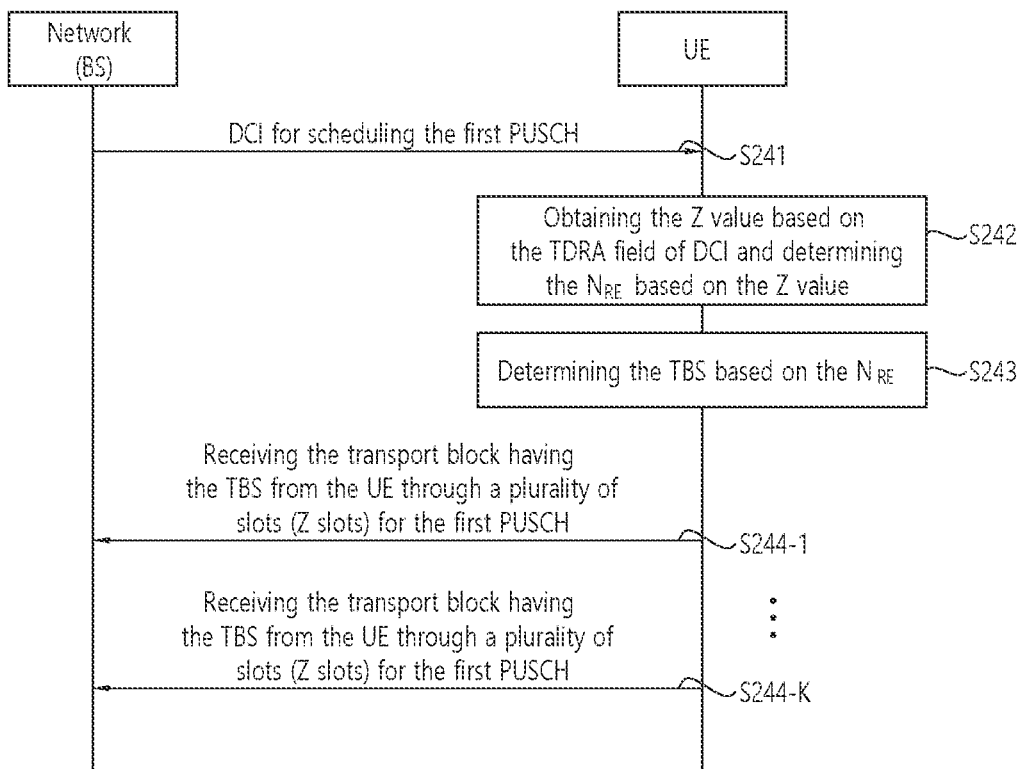 Network
(BS)
UE
DCI for scheduling the first PUSCH
S241
Obtaining the Z value based on
the TDRA field of DCI and determining
the NRE based on the Z value
S242
Determining the TBS based on the NRE
S243
Receiving the transport block having
the TBS from the UE through a plurality of
slots (Z slots) for the first PUSCH
S244-1
Receiving the transport block having
the TBS from the UE through a plurality of
slots (Z slots) for the first PUSCH
S244-K